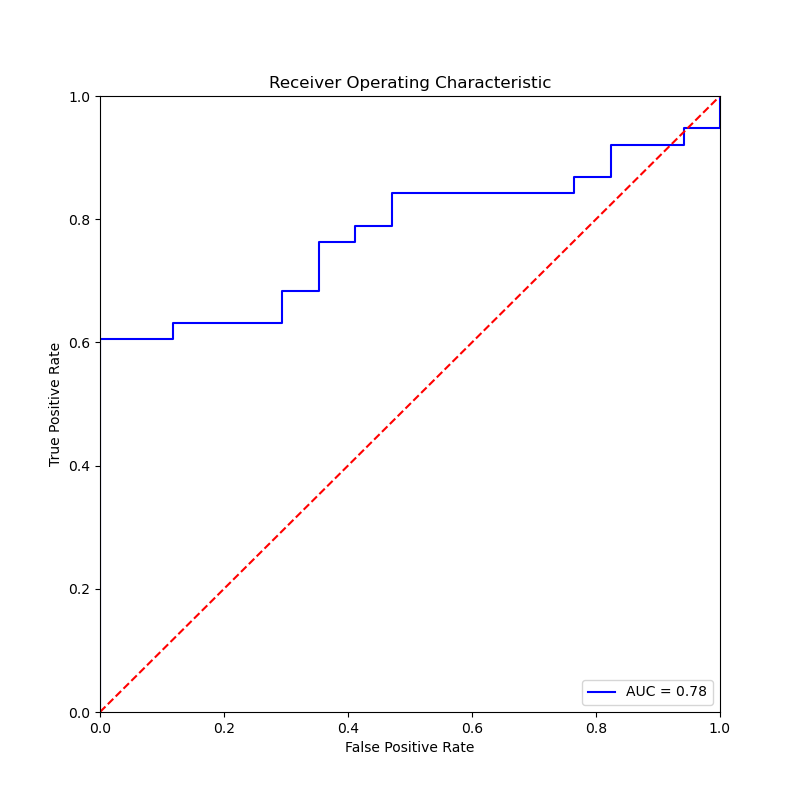 Receiver Operating Characteristic
1.0
0.8
0.6
0.4
0.2
0.0
True Positive Rate
AUC = 0.78
0.0 0.2 0.4 0.6 0.8 1.0
False Positive Rate